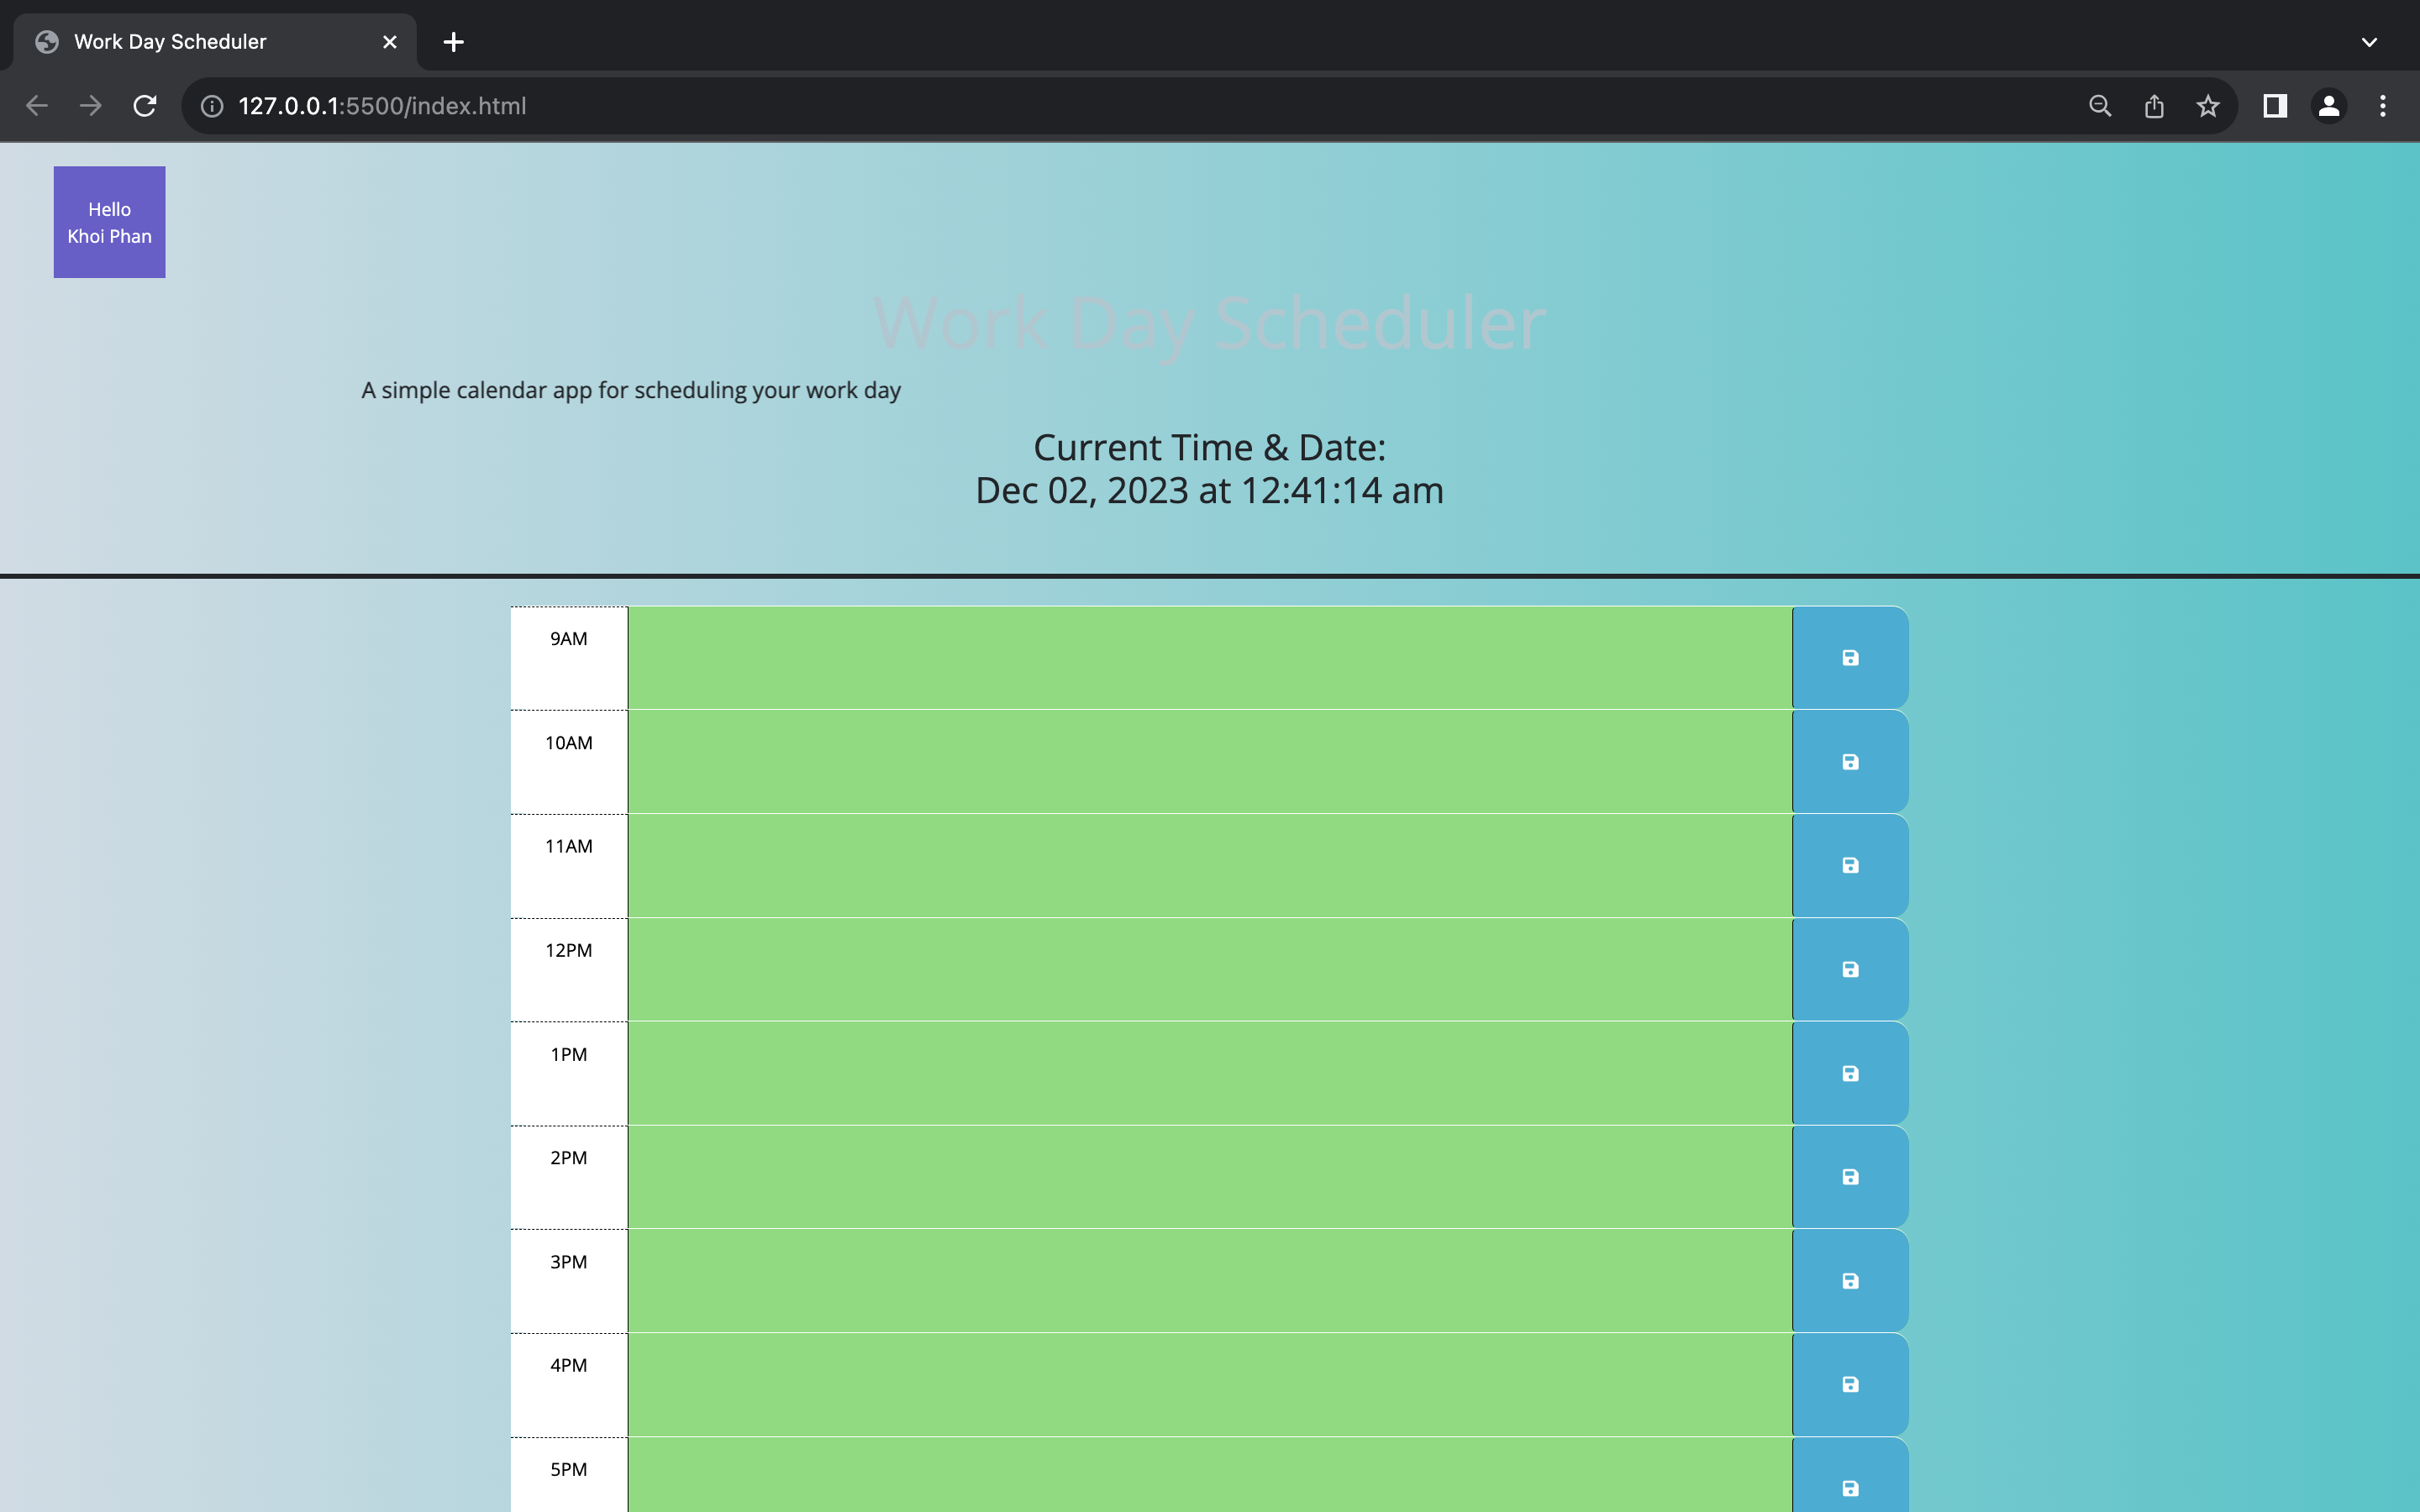 Work Day Scheduler
127.0.0.1:5500/index.html
Hello
Khoi Phan
Work Day Scheduler
A simple calendar app for scheduling your work day
Current Time & Date:
Dec 02, 2023 at 12:41:14 am
9AM
10AM
11AM
12PM
1PM
2PM
3PM
4PM
5PM